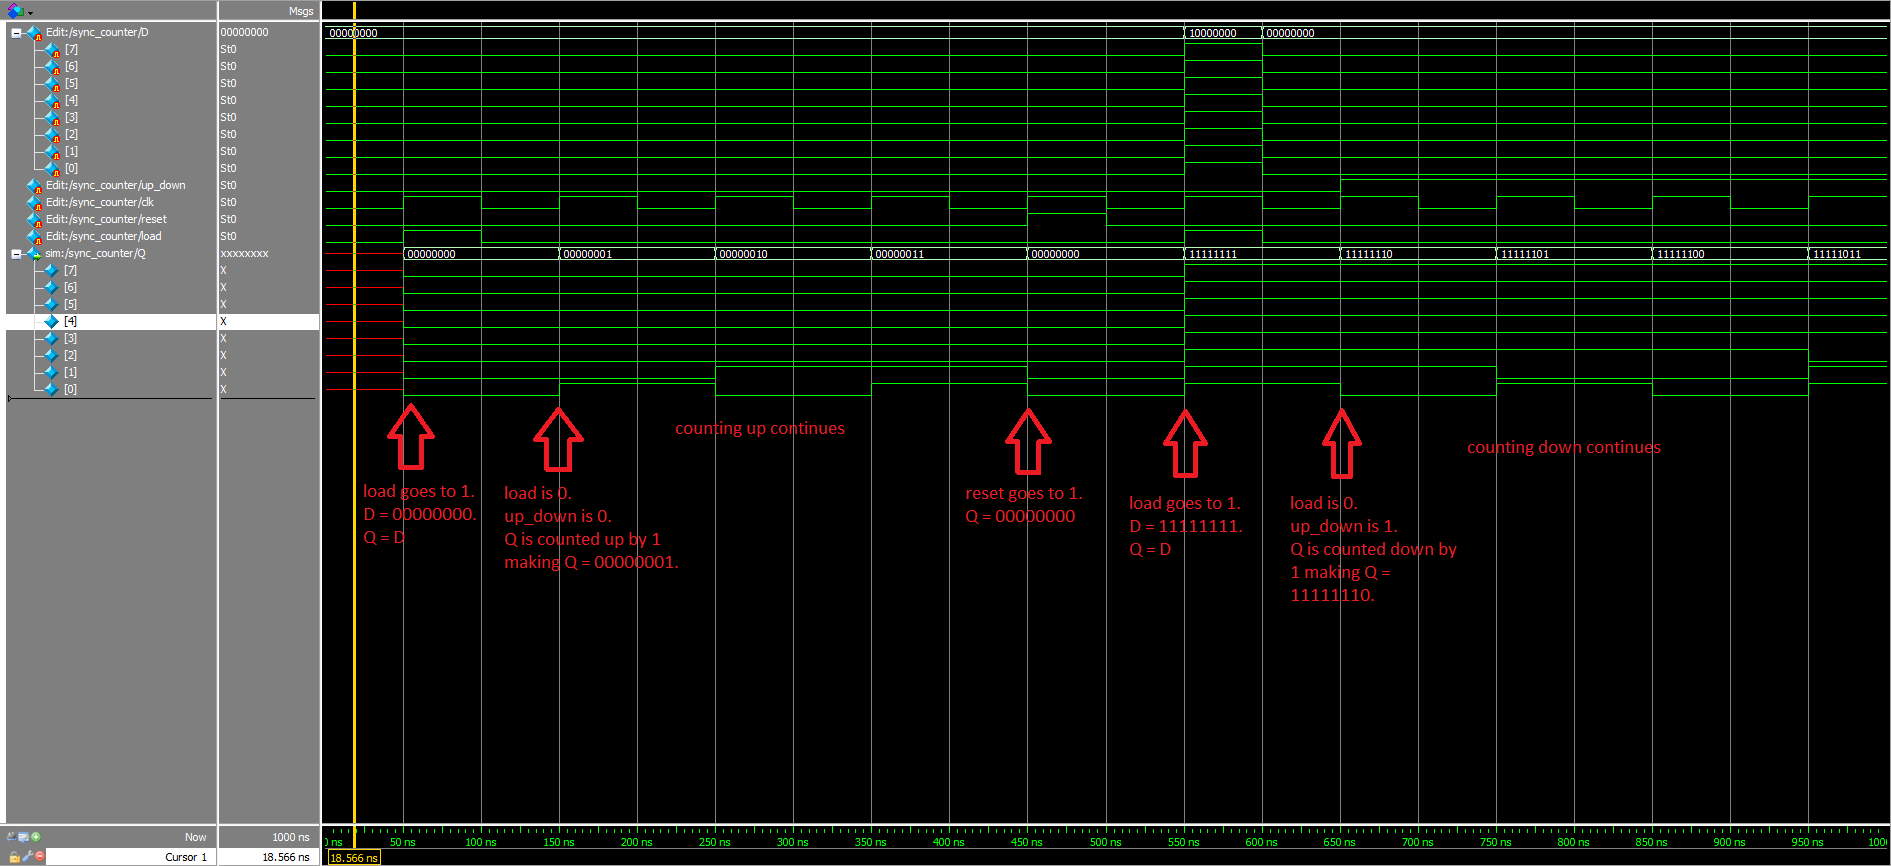 Msgs
Edit:/sync_counter/D 00000000 00000000 10000000 00000000
[7] St0
[6] St0
[5] St0
[4] St0
[3] St0
[2] St0
[1] St0
[0] St0
Edit:/sync_counter/up_down St0
Edit:/sync_counter/clk St0
Edit:/sync_counter/reset St0
Edit:/sync_counter/load St0
sim:/sync_counter/Q xxxxxxxx 00000000 00000001 00000010 00000011 00000000 11111111 11111110 11111101 11111100 11111011
[7] X
[6] X
[5] X
[4] X
[3] X
[2] X
[1] X
[0] X
load goes to 1.
D = 00000000.
Q = D
load is 0.
up_down is 0.
Q is counted up by 1
making Q = 00000001.
counting up continues
reset goes to 1.
Q = 00000000
load goes to 1.
D = 11111111.
Q = D
load is 0.
up_down is 1.
Q is counted down by
1 making Q =
11111110.
counting down continues
Now 1000 ns
ns 50 ns 100 ns 150 ns 200 ns 250 ns 300 ns 350 ns 400 ns 450 ns 500 ns 550 ns 600 ns 650 ns 700 ns 750 ns 800 ns 850 ns 900 ns 950 ns 100
Cursor 1 18.566 ns 18.566 ns